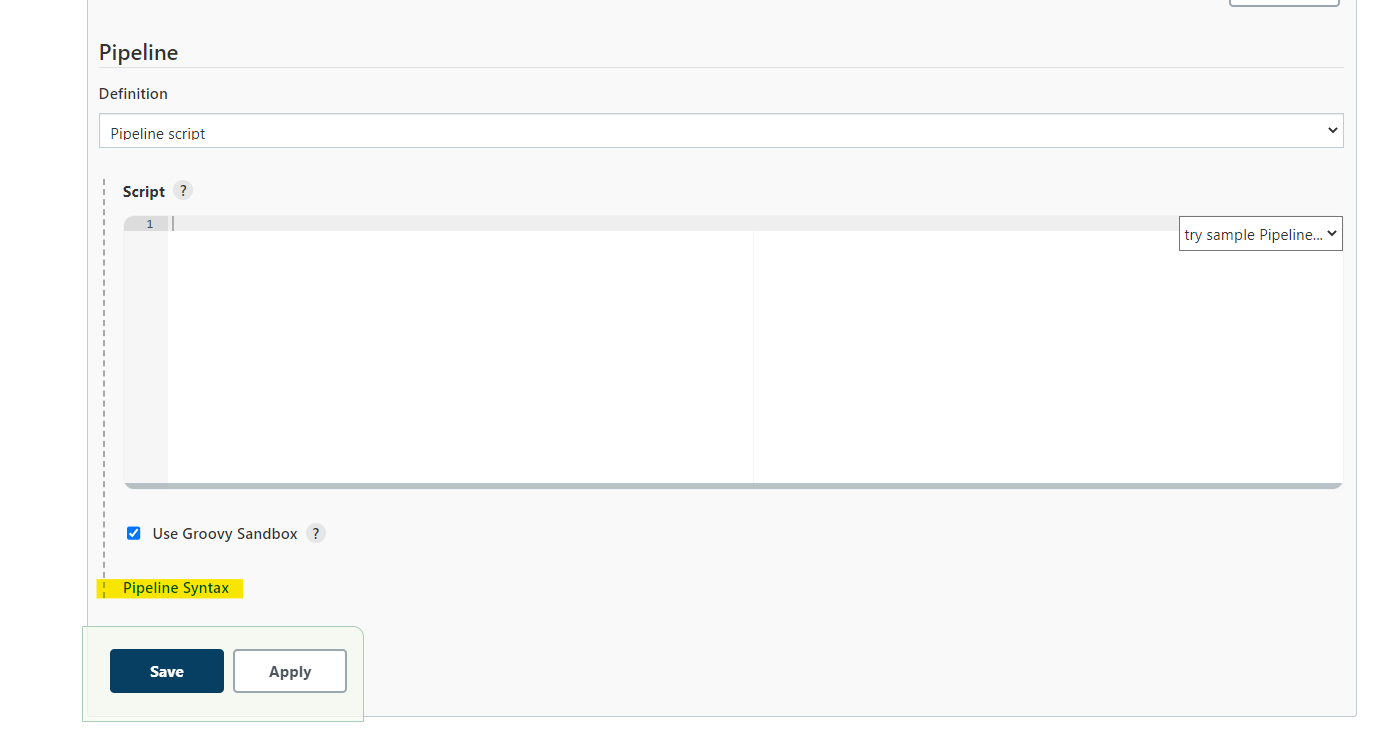 Pipeline
Definition
Pipeline script
Script ?
1
try sample Pipeline...
Use Groovy Sandbox ?
Pipeline Syntax
Save Apply